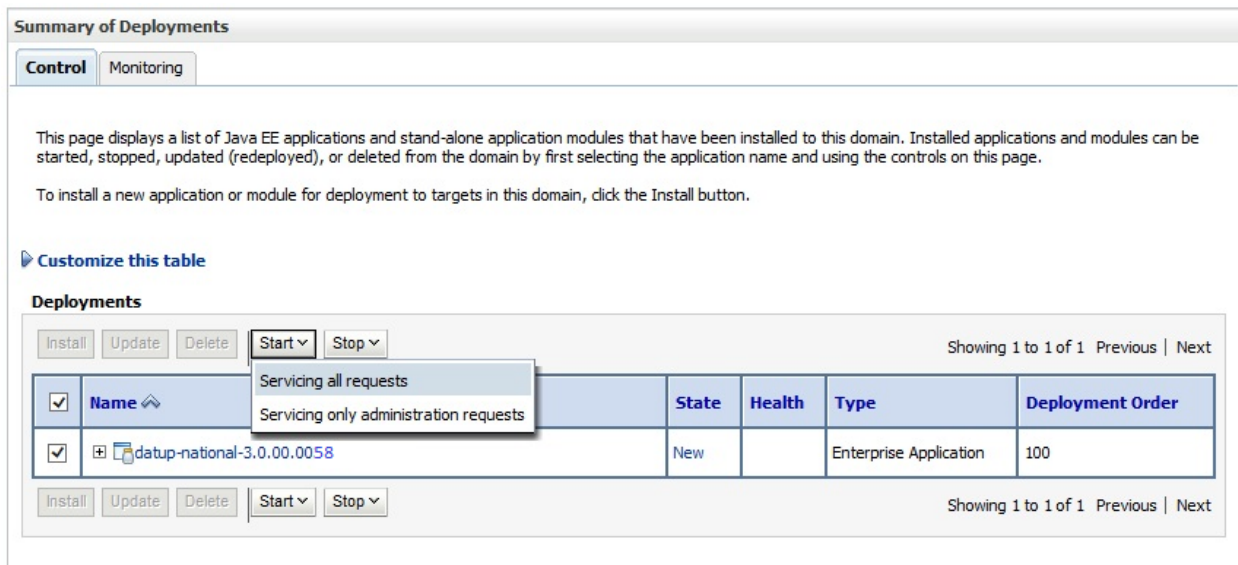 Summary of Deployments
Control Monitoring
This page displays a list of Java EE applications and stand-alone application modules that have been installed to this domain. Installed applications and modules can be
started, stopped, updated (redeployed), or deleted from the domain by first selecting the application name and using the controls on this page.
To install a new application or module for deployment to targets in this domain, click the Install button.
Customize this table
Deployments
Install Update Delete Start Stop Showing 1 to 1 of 1 Previous | Next
Servicing all requests
Servicing only administration requests
Name State Health Type Deployment Order
datup-national-3.0.00.0058 New Enterprise Application 100
Install Update Delete Start Stop Showing 1 to 1 of 1 Previous | Next